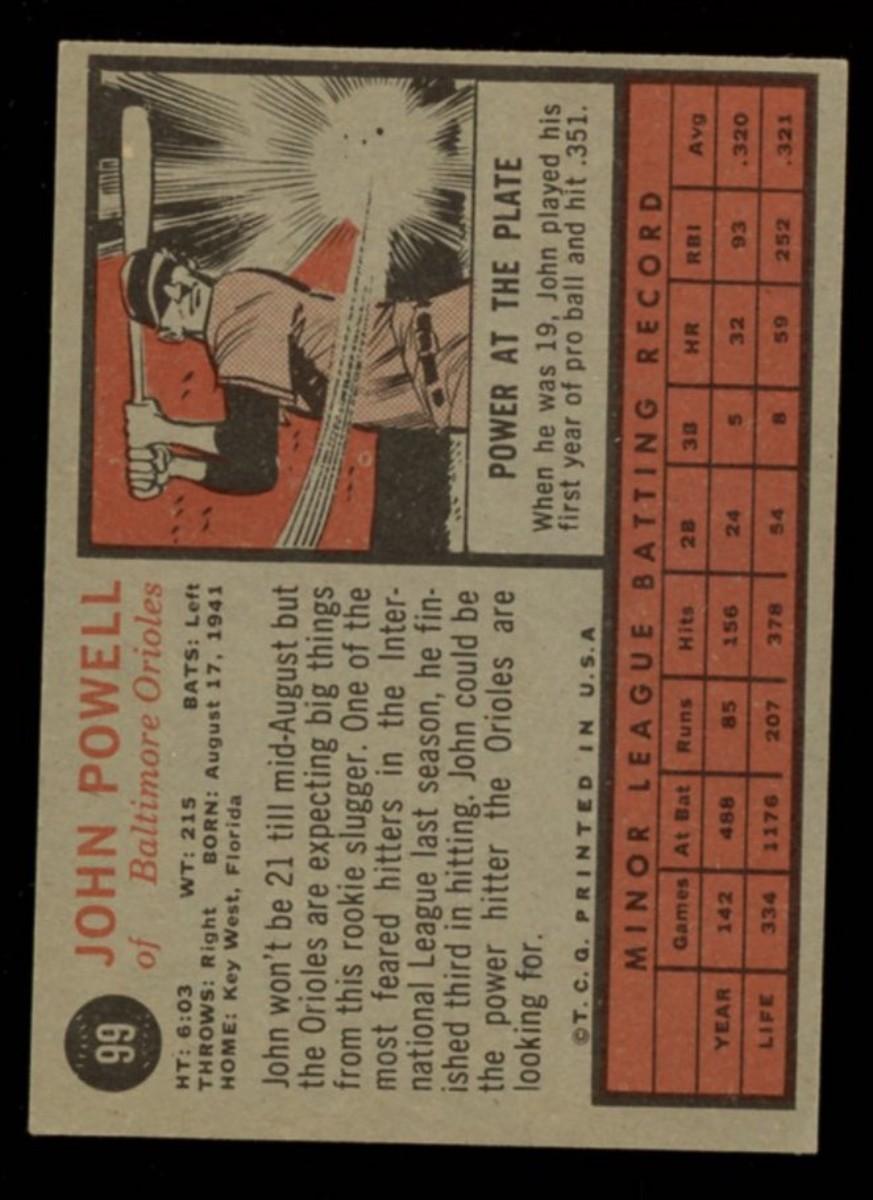 99
JOHN POWELL
of Baltimore Orioles
HT: 6:03 WT: 215 BATS: Left
THROWS: Right BORN: August 17, 1941
HOME: Key West, Florida
John won't be 21 till mid-August but
the Orioles are expecting big things
from this rookie slugger. One of the
most feared hitters in the Inter-
national League last season, he fin-
ished third in hitting. John could be
the power hitter the Orioles are
looking for.
©T. C. G. PRINTED IN U.S.A
POWER AT THE PLATE
When he was 19, John played his
first year of pro ball and hit .351.
MINOR LEAGUE BATTING RECORD
Games At Bat Runs Hits 2B 3B HR RBI Avg
YEAR 142 488 85 156 24 5 32 93 .320
LIFE 334 1176 207 378 54 8 59 252 .321